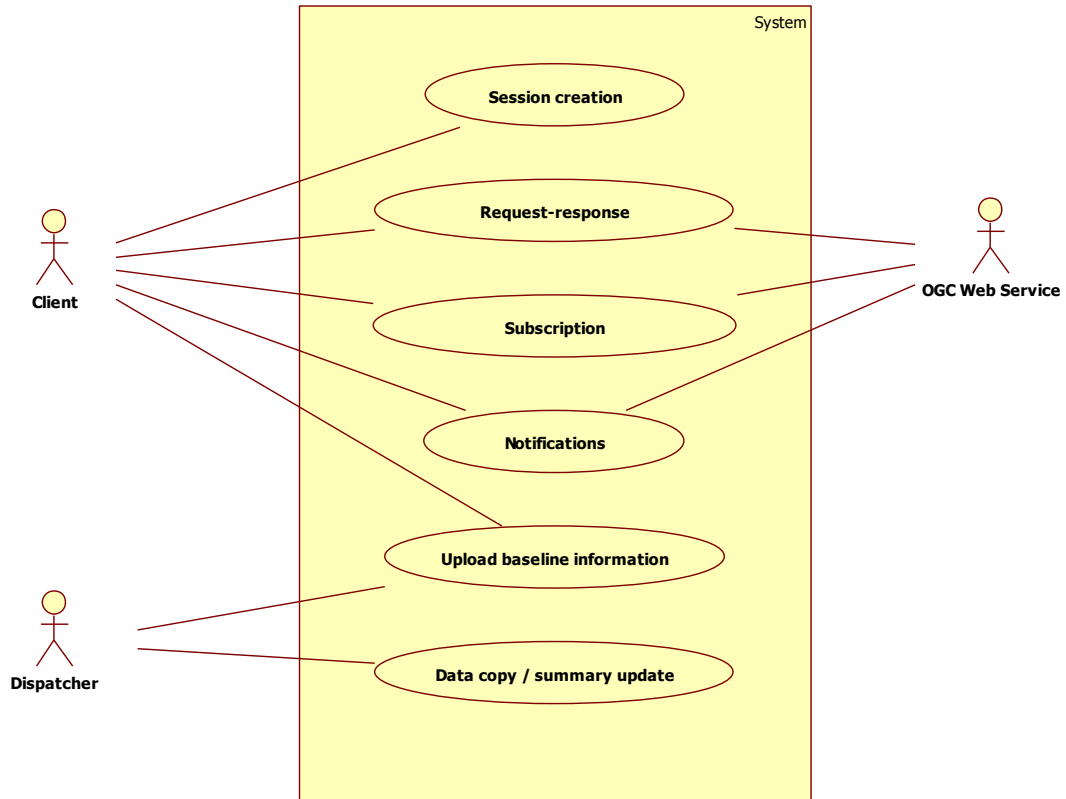 System
Session creation
Request-response
Client
OGC Web Service
Subscription
Notifications
Upload baseline information
Dispatcher
Data copy / summary update